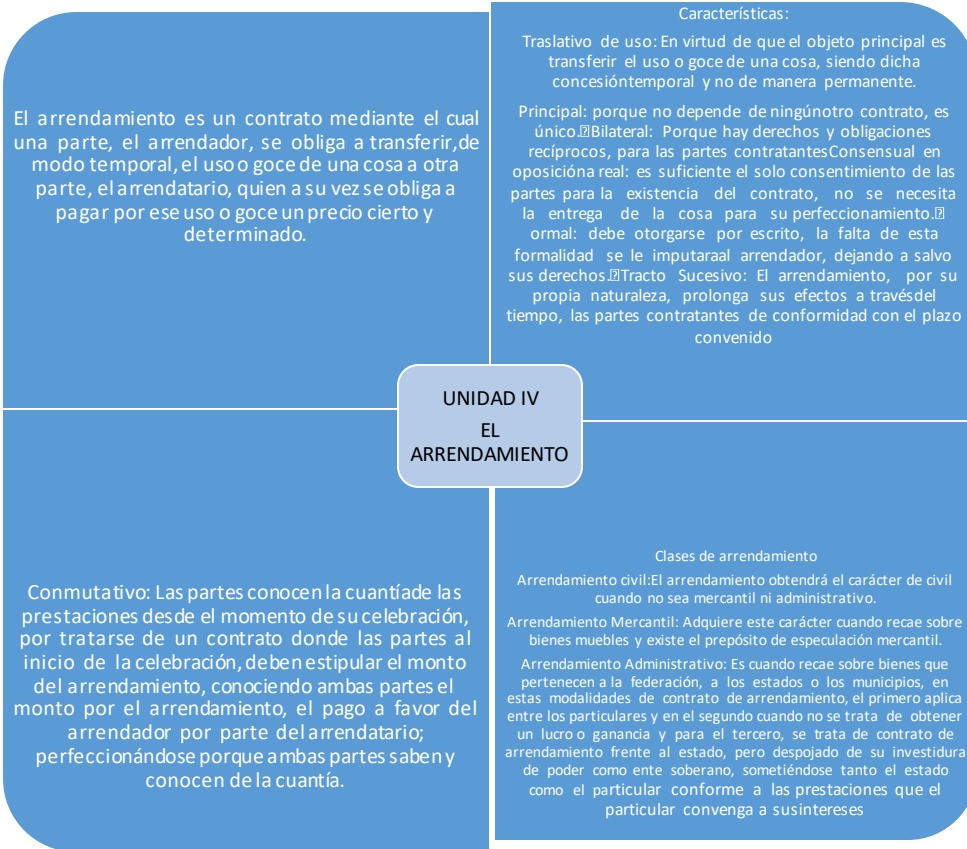 El arrendamiento es un contrato mediante el cual
una parte, el arrendador, se obliga a transferir,de
modo temporal, el uso o goce de una cosa a otra
parte, el arrendatario, quien a su vez se obliga a
pagar por ese uso o goce un precio cierto y
determinado.
Características:
Traslativo de uso: En virtud de que el objeto principal es
transferir el uso o goce de una cosa, siendo dicha
concesióntemporal y no de manera permanente.
Principal: porque no depende de ningúnotro contrato, es
único.⍰Bilateral: Porque hay derechos y obligaciones
recíprocos, para las partes contratantesConsensual en
oposicióna real: es suficiente el solo consentimiento de las
partes para la existencia del contrato, no se necesita
la entrega de la cosa para su perfeccionamiento.⍰
ormal: debe otorgarse por escrito, la falta de esta
formalidad se le imputaraal arrendador, dejando a salvo
sus derechos.⍰Tracto Sucesivo: El arrendamiento, por su
propia naturaleza, prolonga sus efectos a travésdel
tiempo, las partes contratantes de conformidad con el plazo
convenido
UNIDAD IV
EL
ARRENDAMIENTO
Conmutativo: Las partes conocen la cuantíade las
prestaciones desde el momento de su celebración,
por tratarse de un contrato donde las partes al
inicio de la celebración, deben estipular el monto
del arrendamiento, conociendo ambas partes el
monto por el arrendamiento, el pago a favor del
arrendador por parte del arrendatario;
perfeccionándose porque ambas partes saben y
conocen de la cuantía.
Clases de arrendamiento
Arrendamiento civil:El arrendamiento obtendrá el carácter de civil
cuando no sea mercantil ni administrativo.
Arrendamiento Mercantil: Adquiere este carácter cuando recae sobre
bienes muebles y existe el prepósito de especulación mercantil.
Arrendamiento Administrativo: Es cuando recae sobre bienes que
pertenecen a la federación, a los estados o los municipios, en
estas modalidades de contrato de arrendamiento, el primero aplica
entre los particulares y en el segundo cuando no se trata de obtener
un lucro o ganancia y para el tercero, se trata de contrato de
arrendamiento frente al estado, pero despojado de su investidura
de poder como ente soberano, sometiéndose tanto el estado
como el particular conforme a las prestaciones que el
particular convenga a susintereses